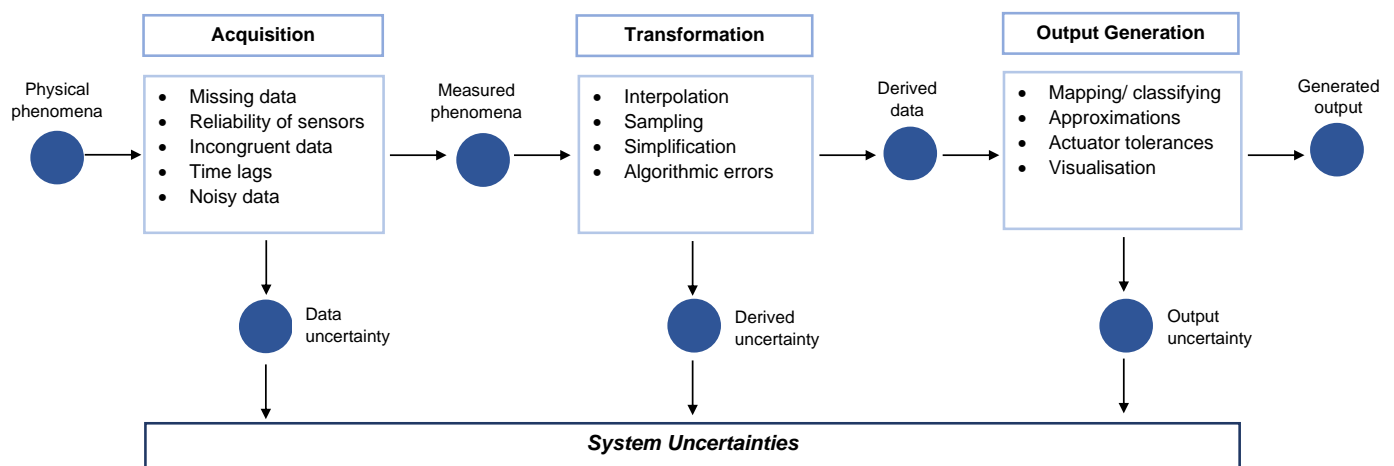 Acquisition
Transformation
Output Generation
Physical
phenomena
• Missing data
• Reliability of sensors
• Incongruent data
• Time lags
• Noisy data
Measured
phenomena
• Interpolation
• Sampling
• Simplification
• Algorithmic errors
Derived
data
• Mapping/ classifying
• Approximations
• Actuator tolerances
• Visualisation
Generated
output
Data
uncertainty
Derived
uncertainty
Output
uncertainty
System Uncertainties